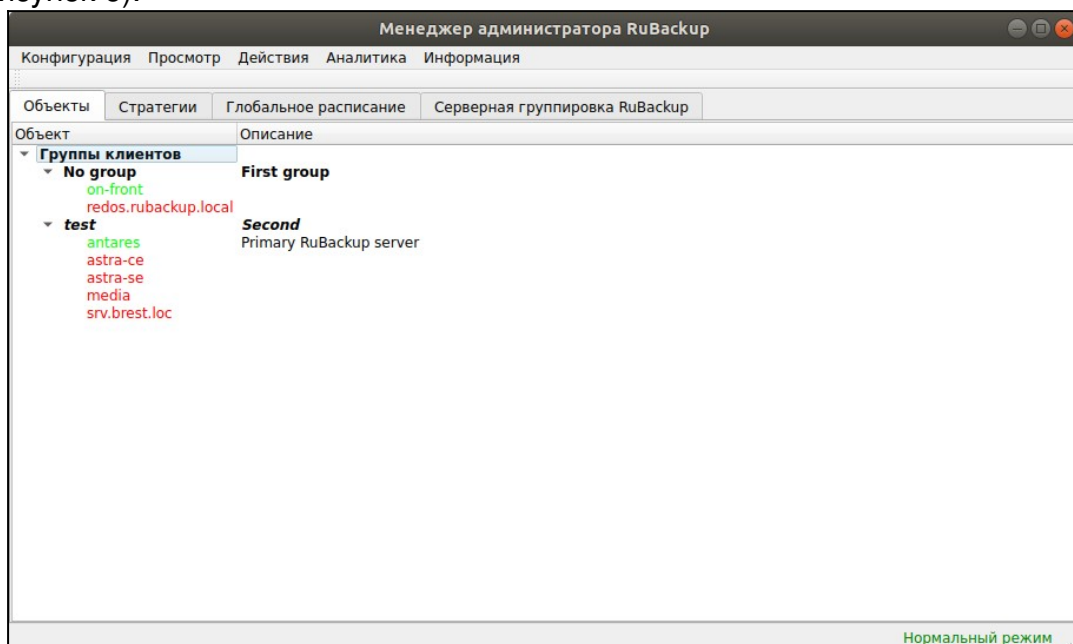 Менеджер администратора RuBackup
Конфигурация Просмотр Действия Аналитика Информация
Объекты Стратегии Глобальное расписание Серверная группировка RuBackup
Объект Описание
Группы клиентов
No group First group
on-front
redos.rubackup.local
test Second
antares Primary RuBackup server
astra-ce
astra-se
media
srv.brest.loc
Нормальный режим